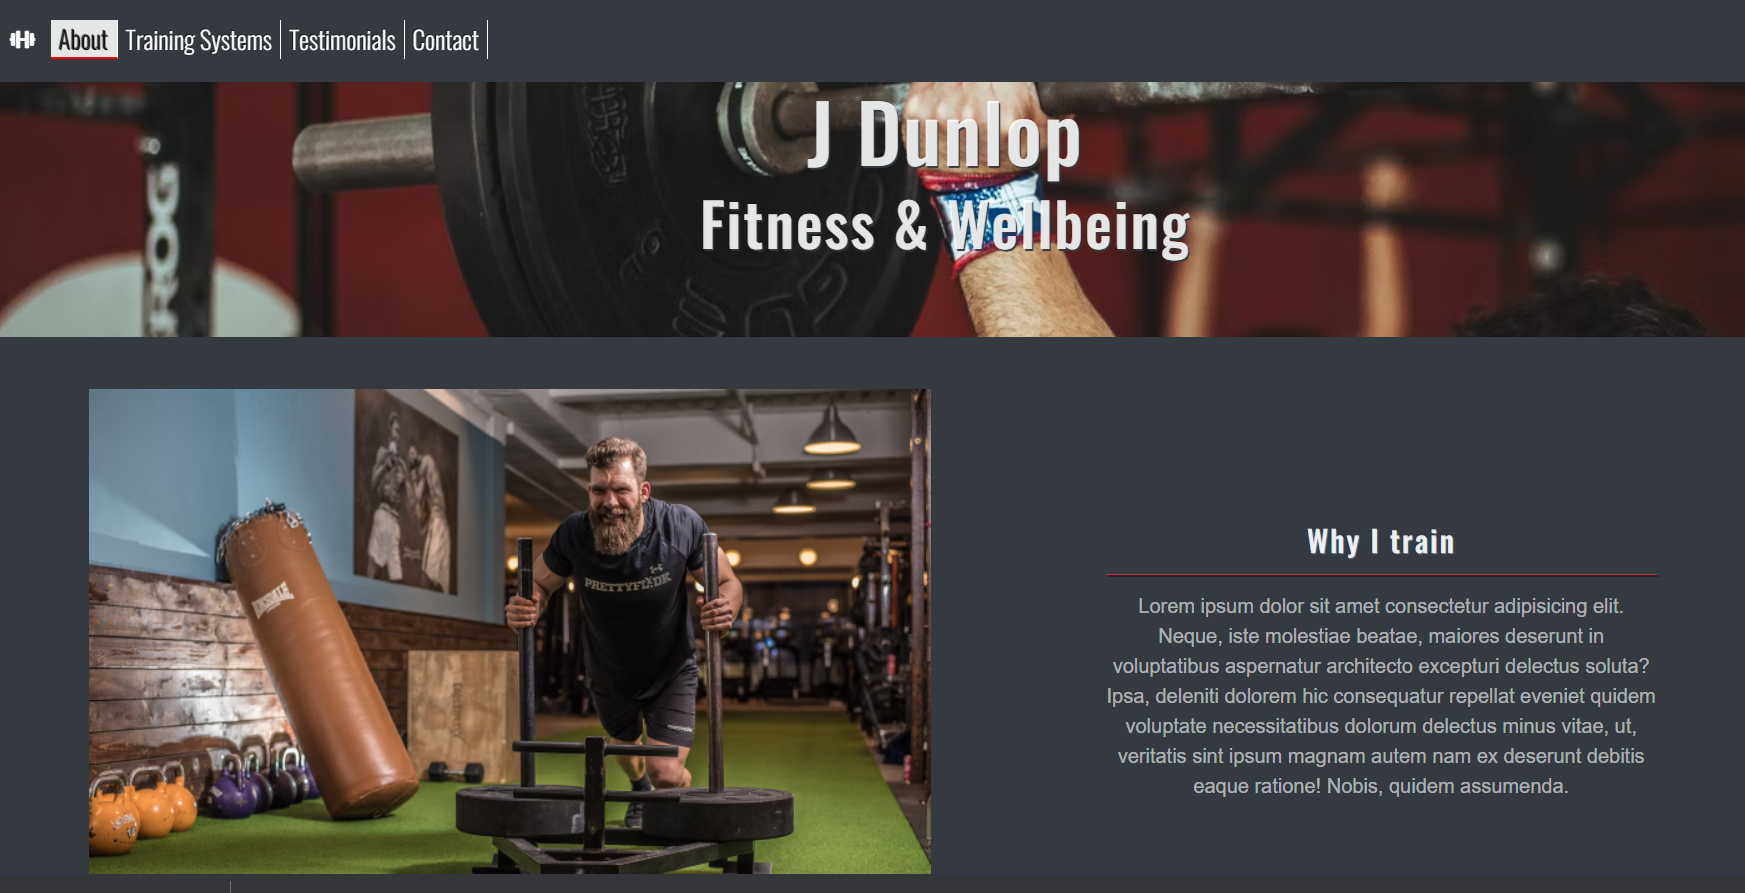 About Training Systems Testimonials Contact
J Dunlop
Fitness & Wellbeing
ROG
LONSDALE
PRETTYFLY.DK
Why I train
Lorem ipsum dolor sit amet consectetur adipisicing elit.
Neque, iste molestiae beatae, maiores deserunt in
voluptatibus aspernatur architecto excepturi delectus soluta?
Ipsa, deleniti dolorem hic consequatur repellat eveniet quidem
voluptate necessitatibus dolorum delectus minus vitae, ut,
veritatis sint ipsum magnam autem nam ex deserunt debitis
eaque ratione! Nobis, quidem assumenda.